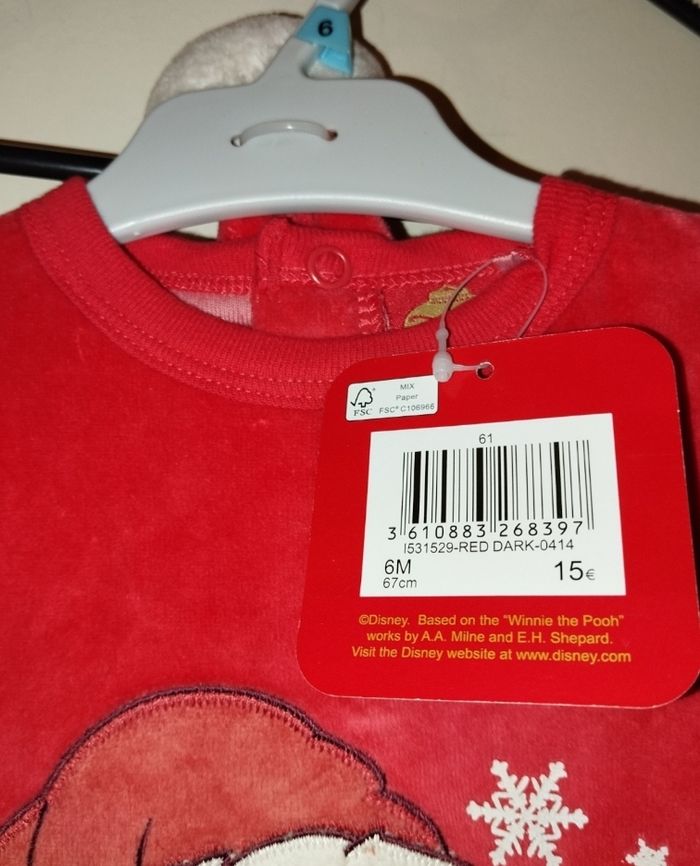 6
MIX
Paper
FSC
FSC® C106966
61
3 610883 268397
I531529-RED DARK-0414
6M
67cm
15€
©Disney. Based on the "Winnie the Pooh"
works by A.A. Milne and E.H. Shepard.
Visit the Disney website at www.disney.com